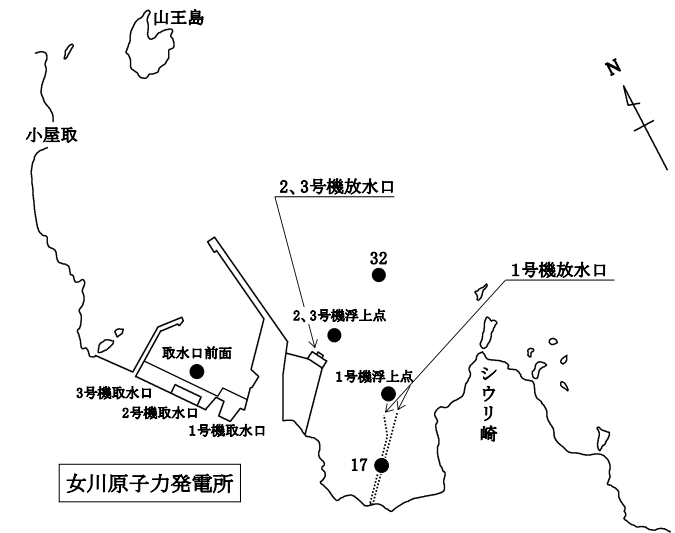 山王島
N
小屋取
2、3号機放水口
32
1号機放水口
2、3号機浮上点
取水口前面
1号機浮上点
シウリ崎
3号機取水口
2号機取水口
1号機取水口
17
女川原子力発電所